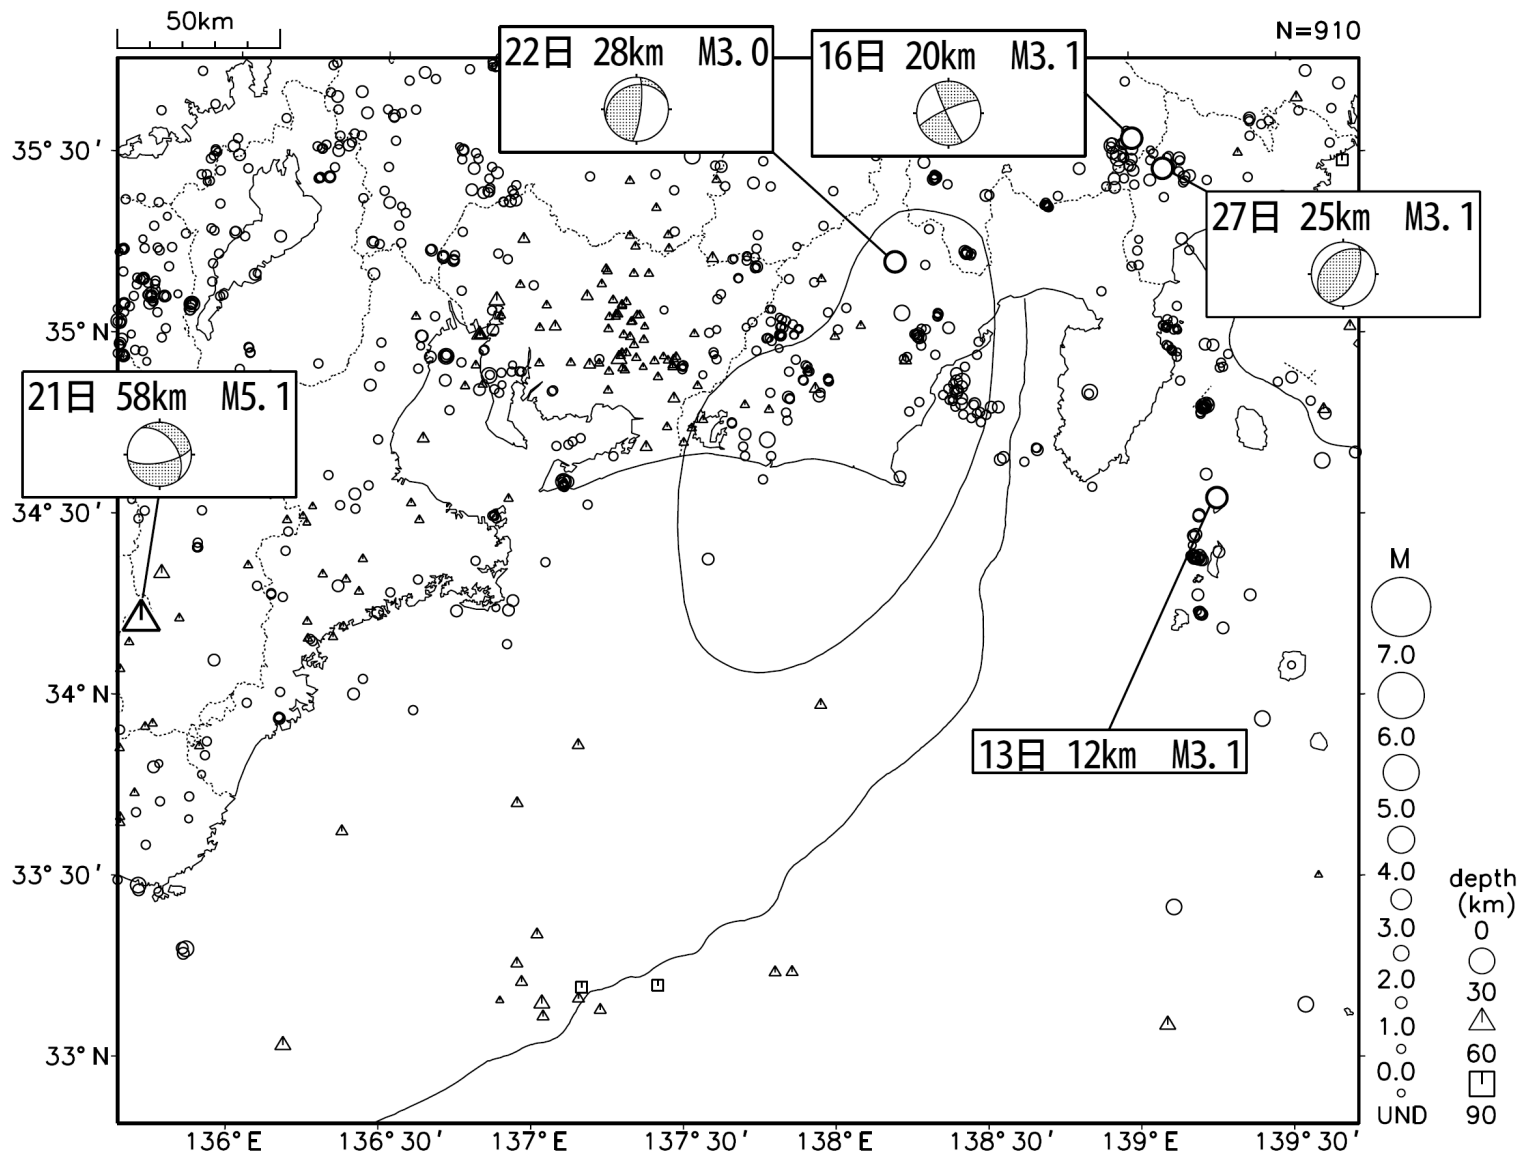 50km
N=910
22日 28km M3.0
16日 20km M3.1
27日 25km M3.1
21日 58km M5.1
13日 12km M3.1
35°30′
35°N
34°30′
34°N
33°30′
33°N
136°E
136°30′
137°E
137°30′
138°E
138°30′
139°E
139°30′
M
7.0
6.0
5.0
4.0
3.0
2.0
1.0
0.0
UND
depth
(km)
0
30
60
90